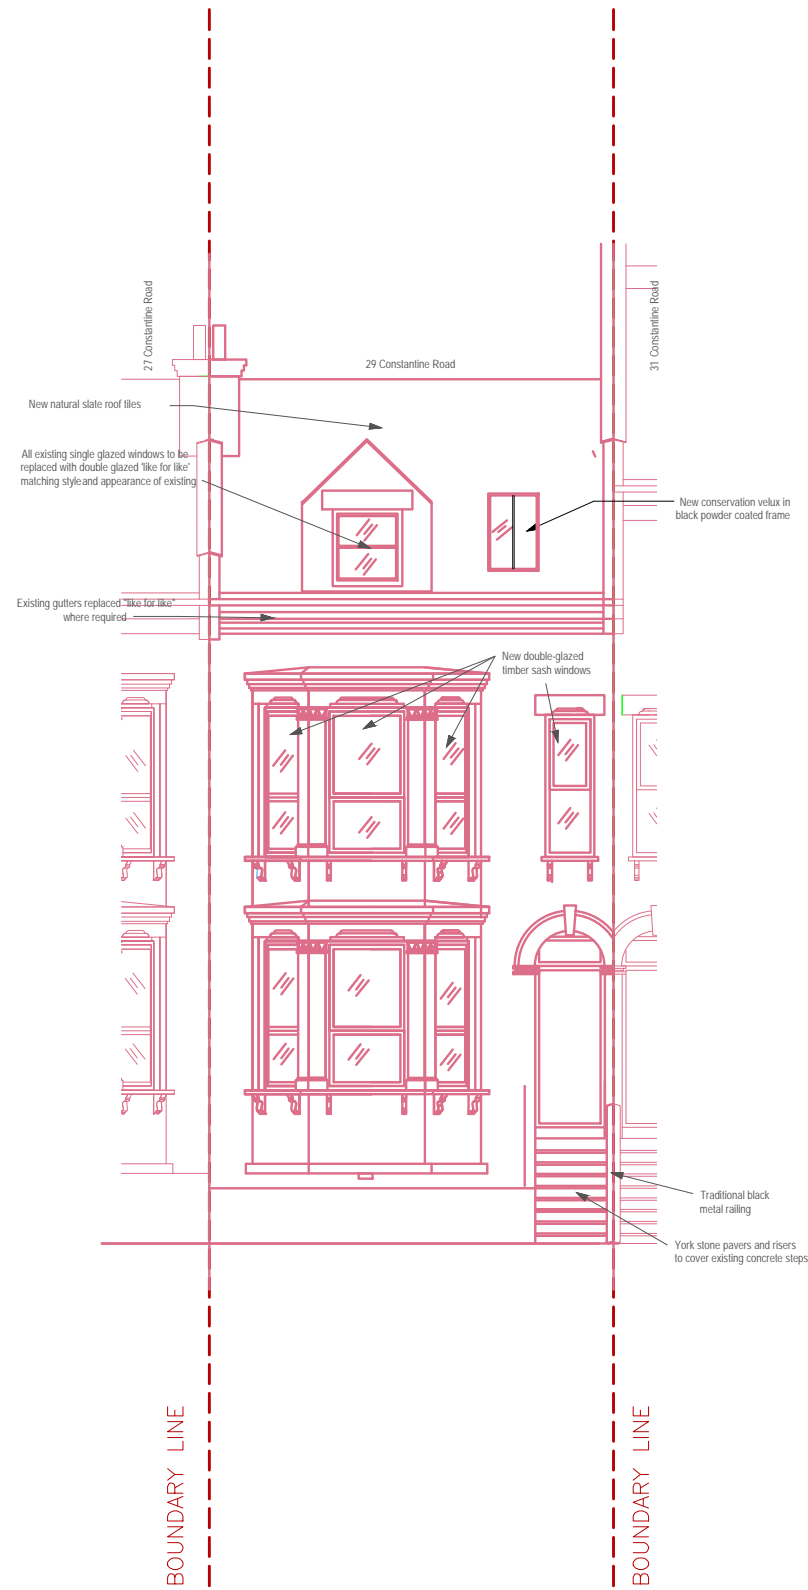 27 Constantine Road
29 Constantine Road
31 Constantine Road
New natural slate roof tiles
All existing single glazed windows to be
replaced with double glazed 'like for like'
matching style and appearance of existing
New conservation velux in
black powder coated frame
Existing gutters replaced "like for like"
where required
New double-glazed
timber sash windows
Traditional black
metal railing
York stone pavers and risers
to cover existing concrete steps
BOUNDARY LINE
BOUNDARY LINE